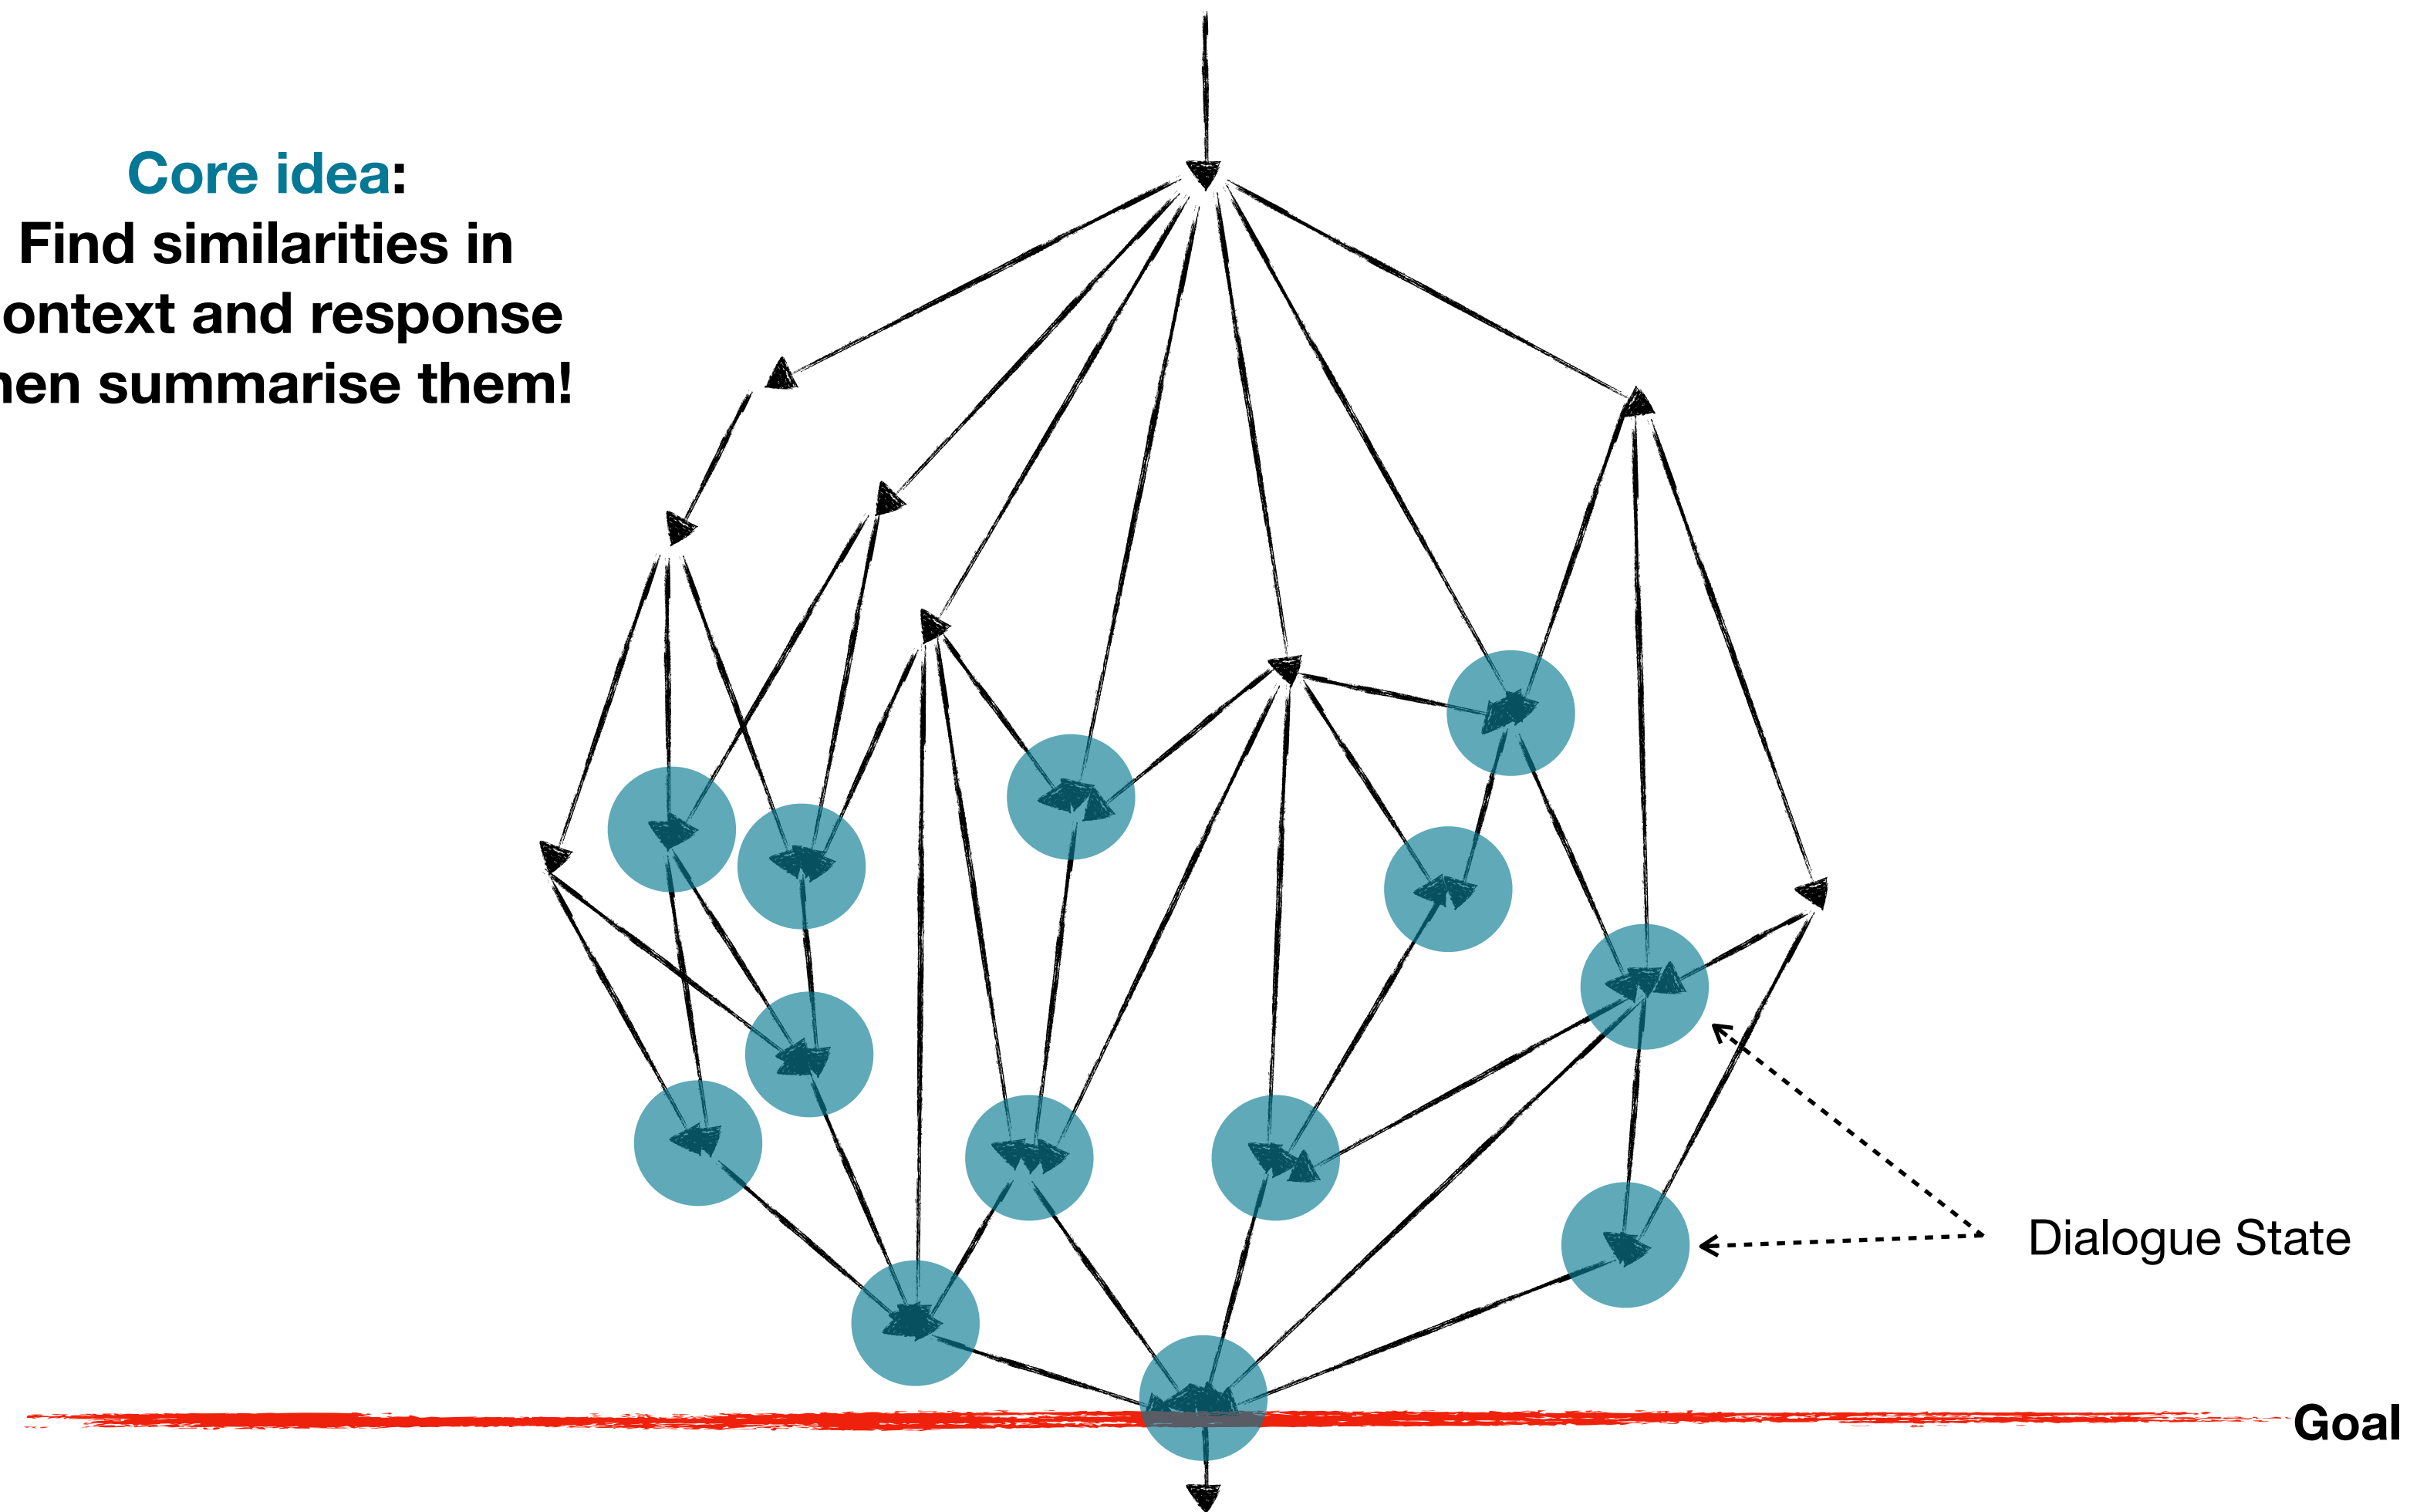 Core idea:
Find similarities in
ontext and response
hen summarise them!
Dialogue State
Goal